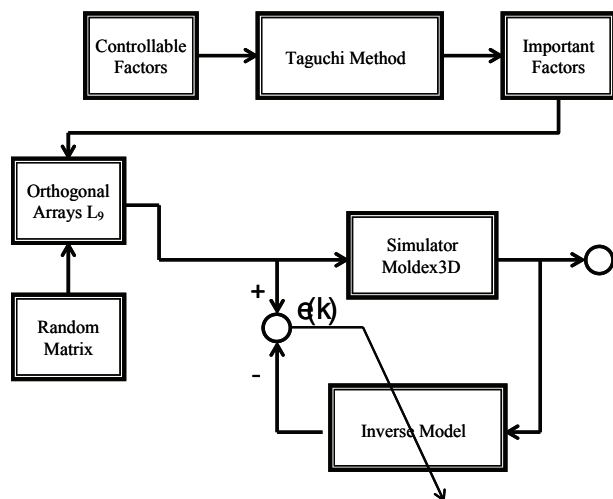 Controllable
Factors
Taguchi Method
Important
Factors
Orthogonal
Arrays L₉
Simulator
Moldex3D
+
e(k)
Random
Matrix
-
Inverse Model